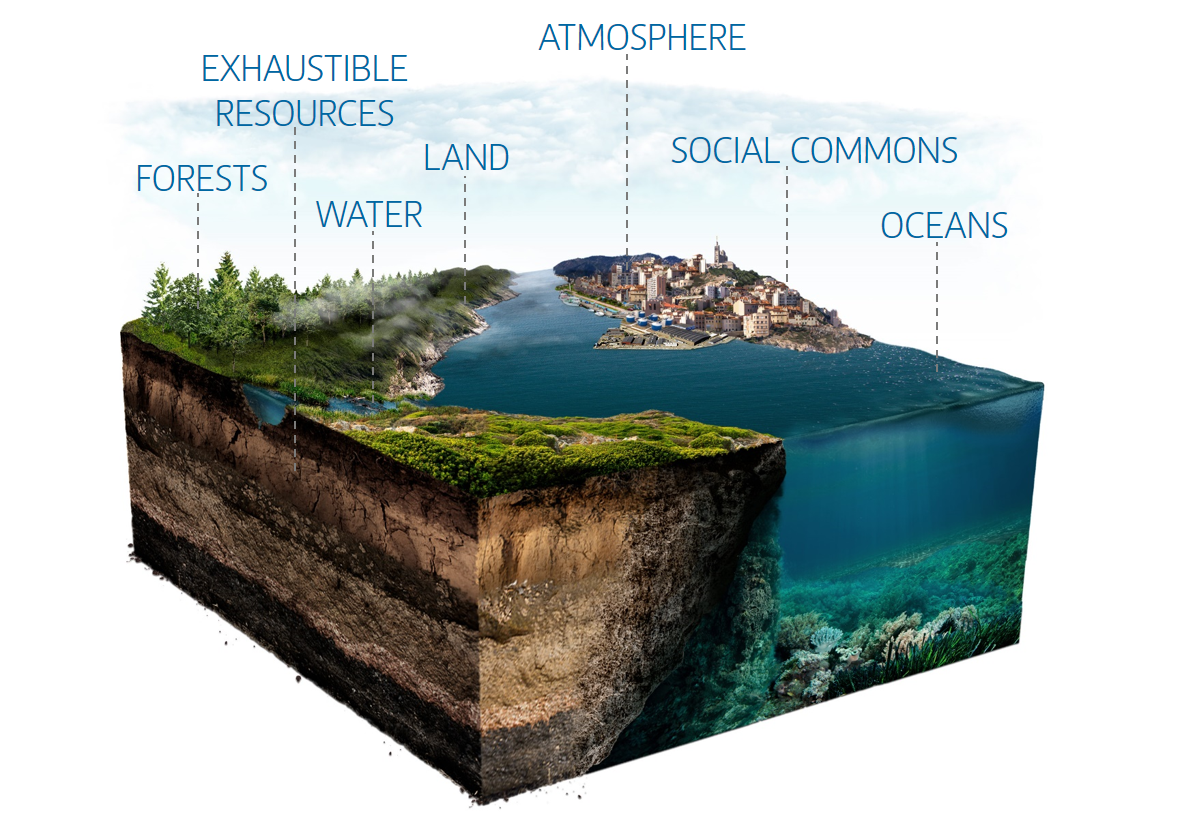 ATMOSPHERE
EXHAUSTIBLE
RESOURCES
SOCIAL COMMONS
LAND
FORESTS
WATER
OCEANS